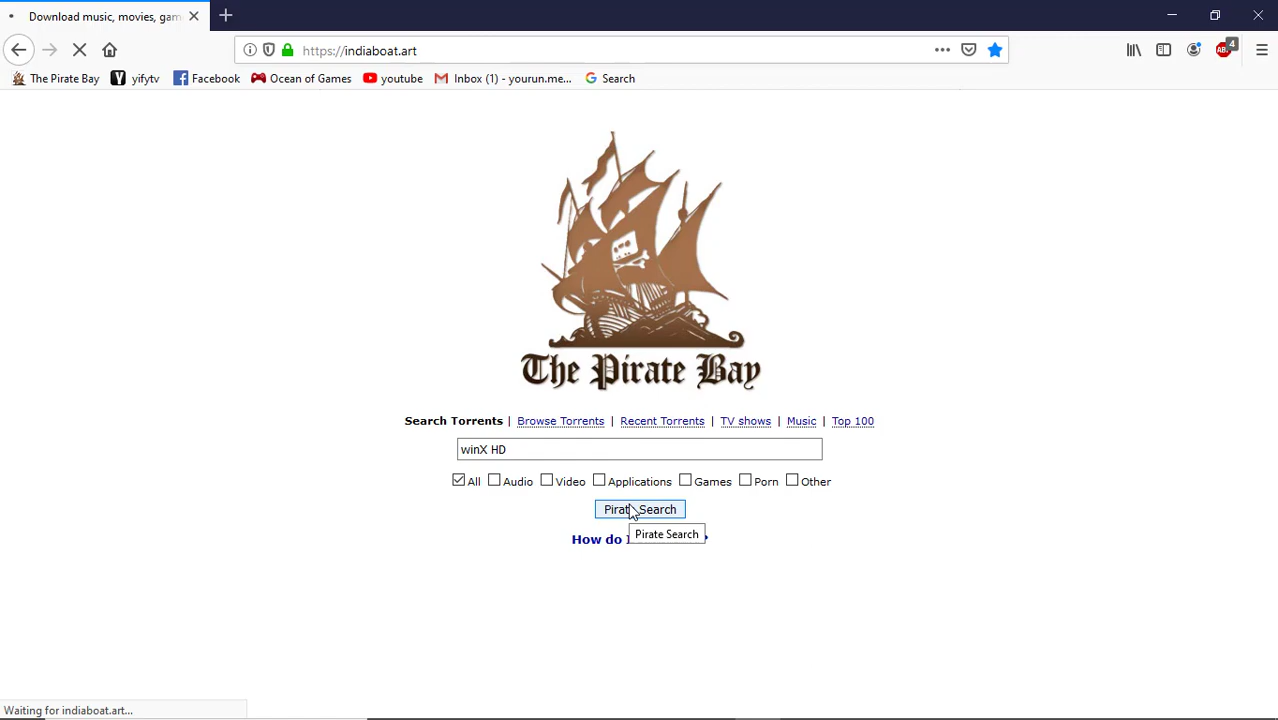 Download music, movies, gam
https://indiaboat.art
4
The Pirate Bay yifytv Facebook Ocean of Games youtube Inbox (1) — yourun.me... Search
The Pirate Bay
Search Torrents | Browse Torrents | Recent Torrents | TV shows | Music | Top 100
winX HD
All Audio Video Applications Games Porn Other
Pirate Search
Pirate Search
How do I
Waiting for indiaboat.art...